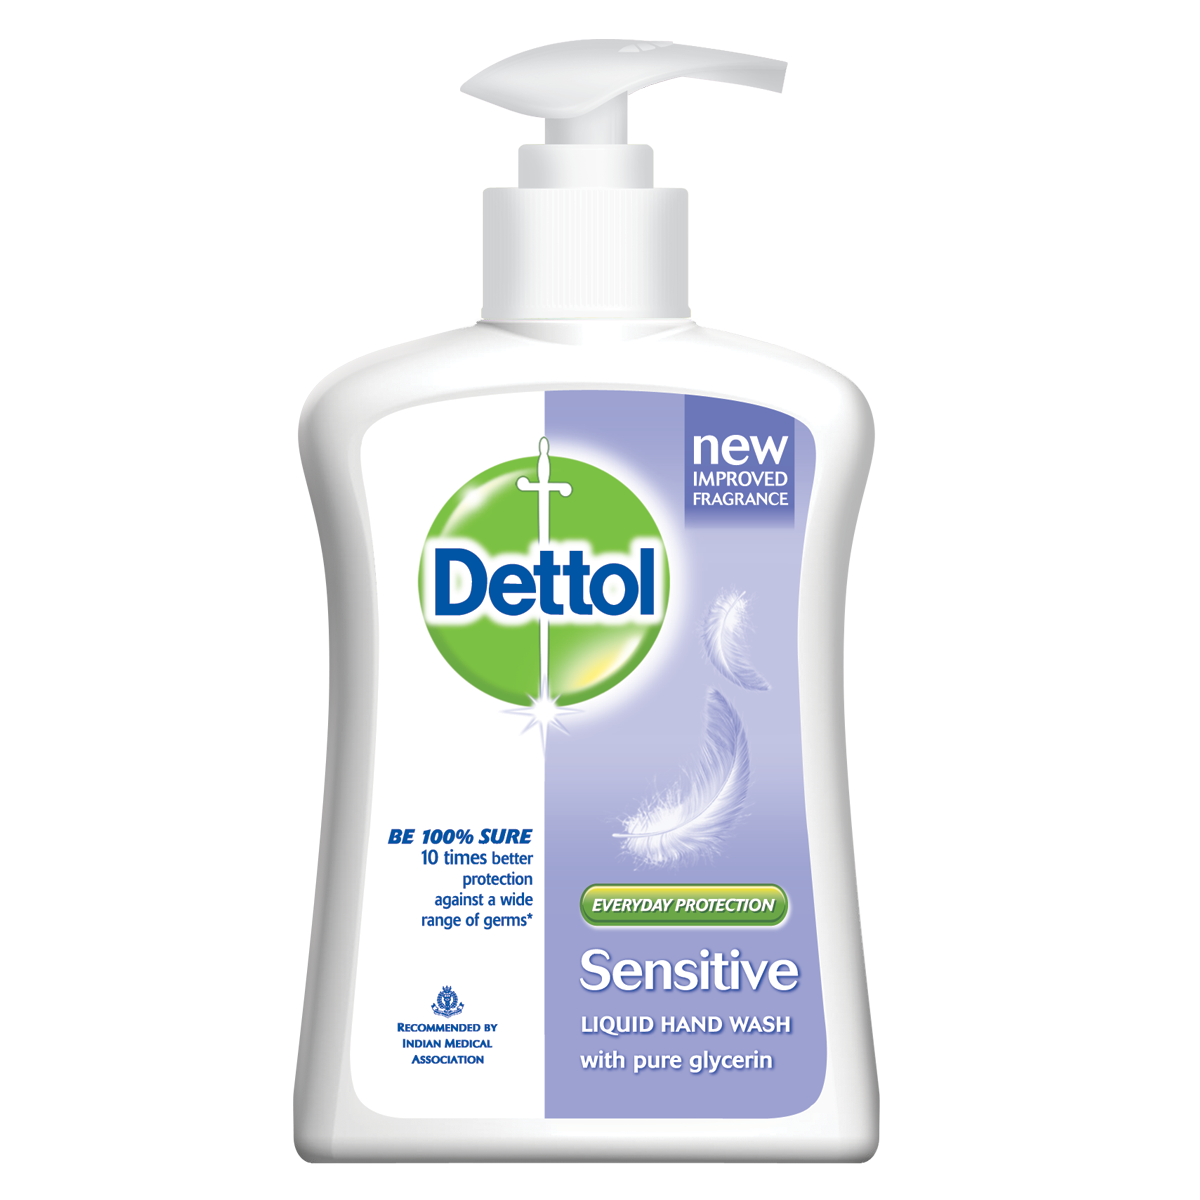 new
IMPROVED
FRAGRANCE
Dettol
BE 100% SURE
10 times better
protection
against a wide
range of germs*
RECOMMENDED BY
INDIAN MEDICAL
ASSOCIATION
EVERYDAY PROTECTION
Sensitive
LIQUID HAND WASH
with pure glycerin